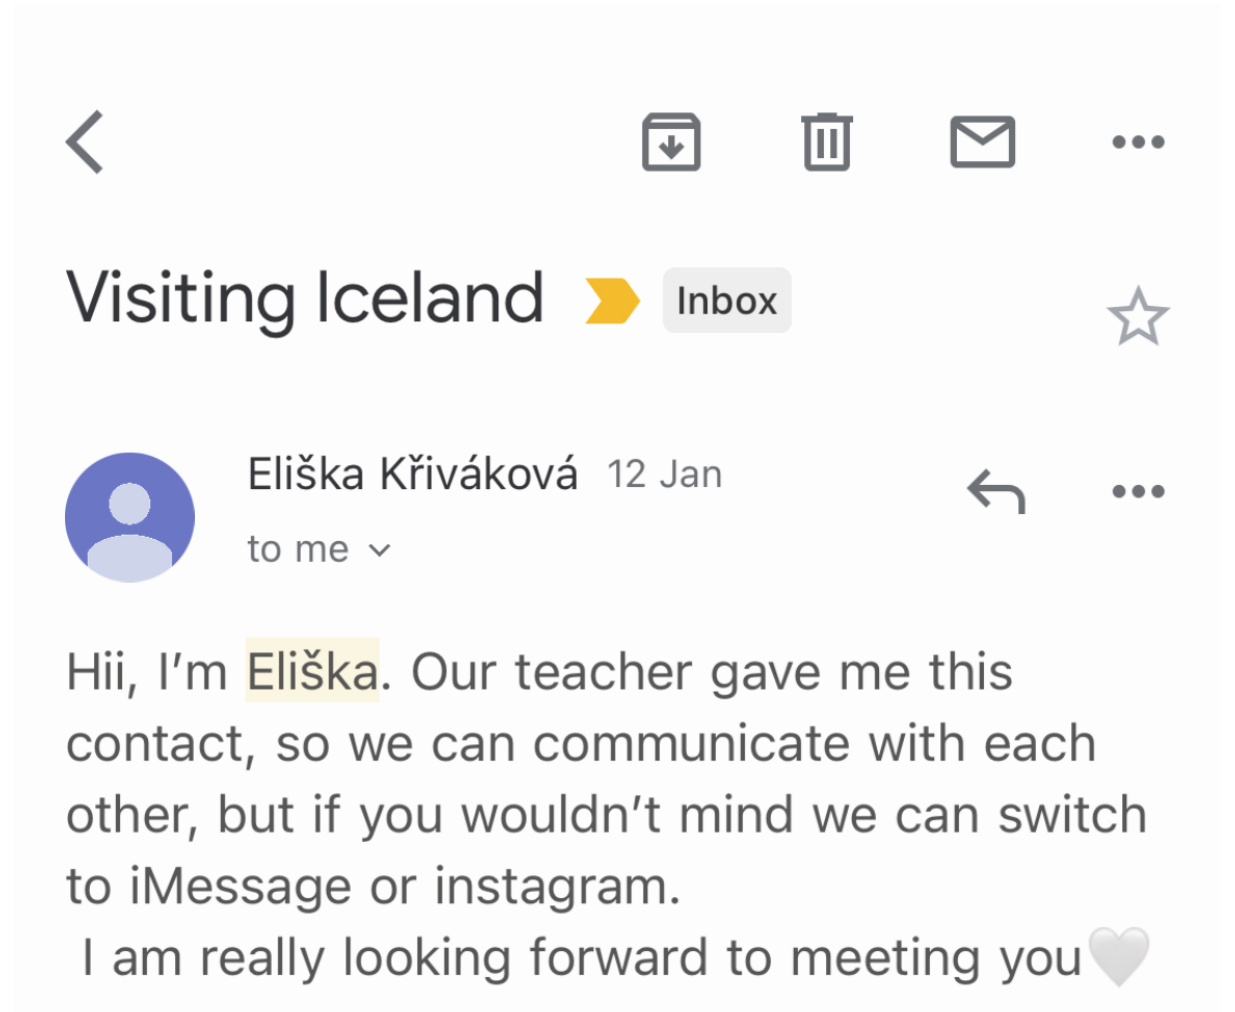 Visiting Iceland Inbox
Eliška Křiváková 12 Jan
to me
Hii, I’m Eliška. Our teacher gave me this
contact, so we can communicate with each
other, but if you wouldn’t mind we can switch
to iMessage or instagram.
I am really looking forward to meeting you🤍